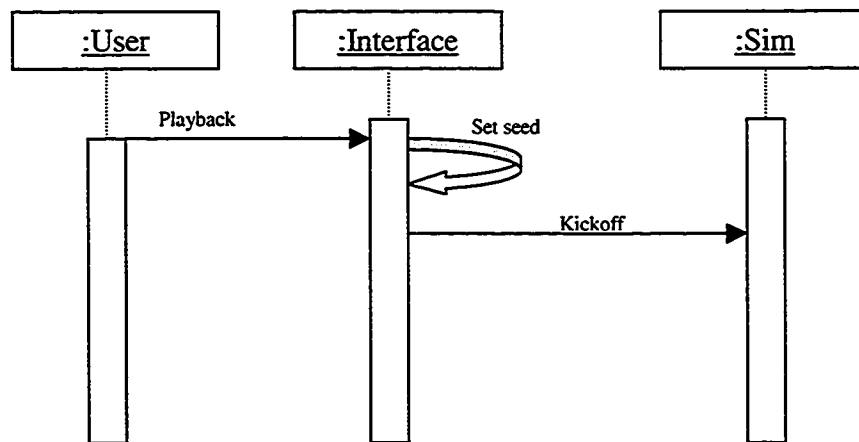 :User
:Interface
:Sim
Playback
Set seed
Kickoff